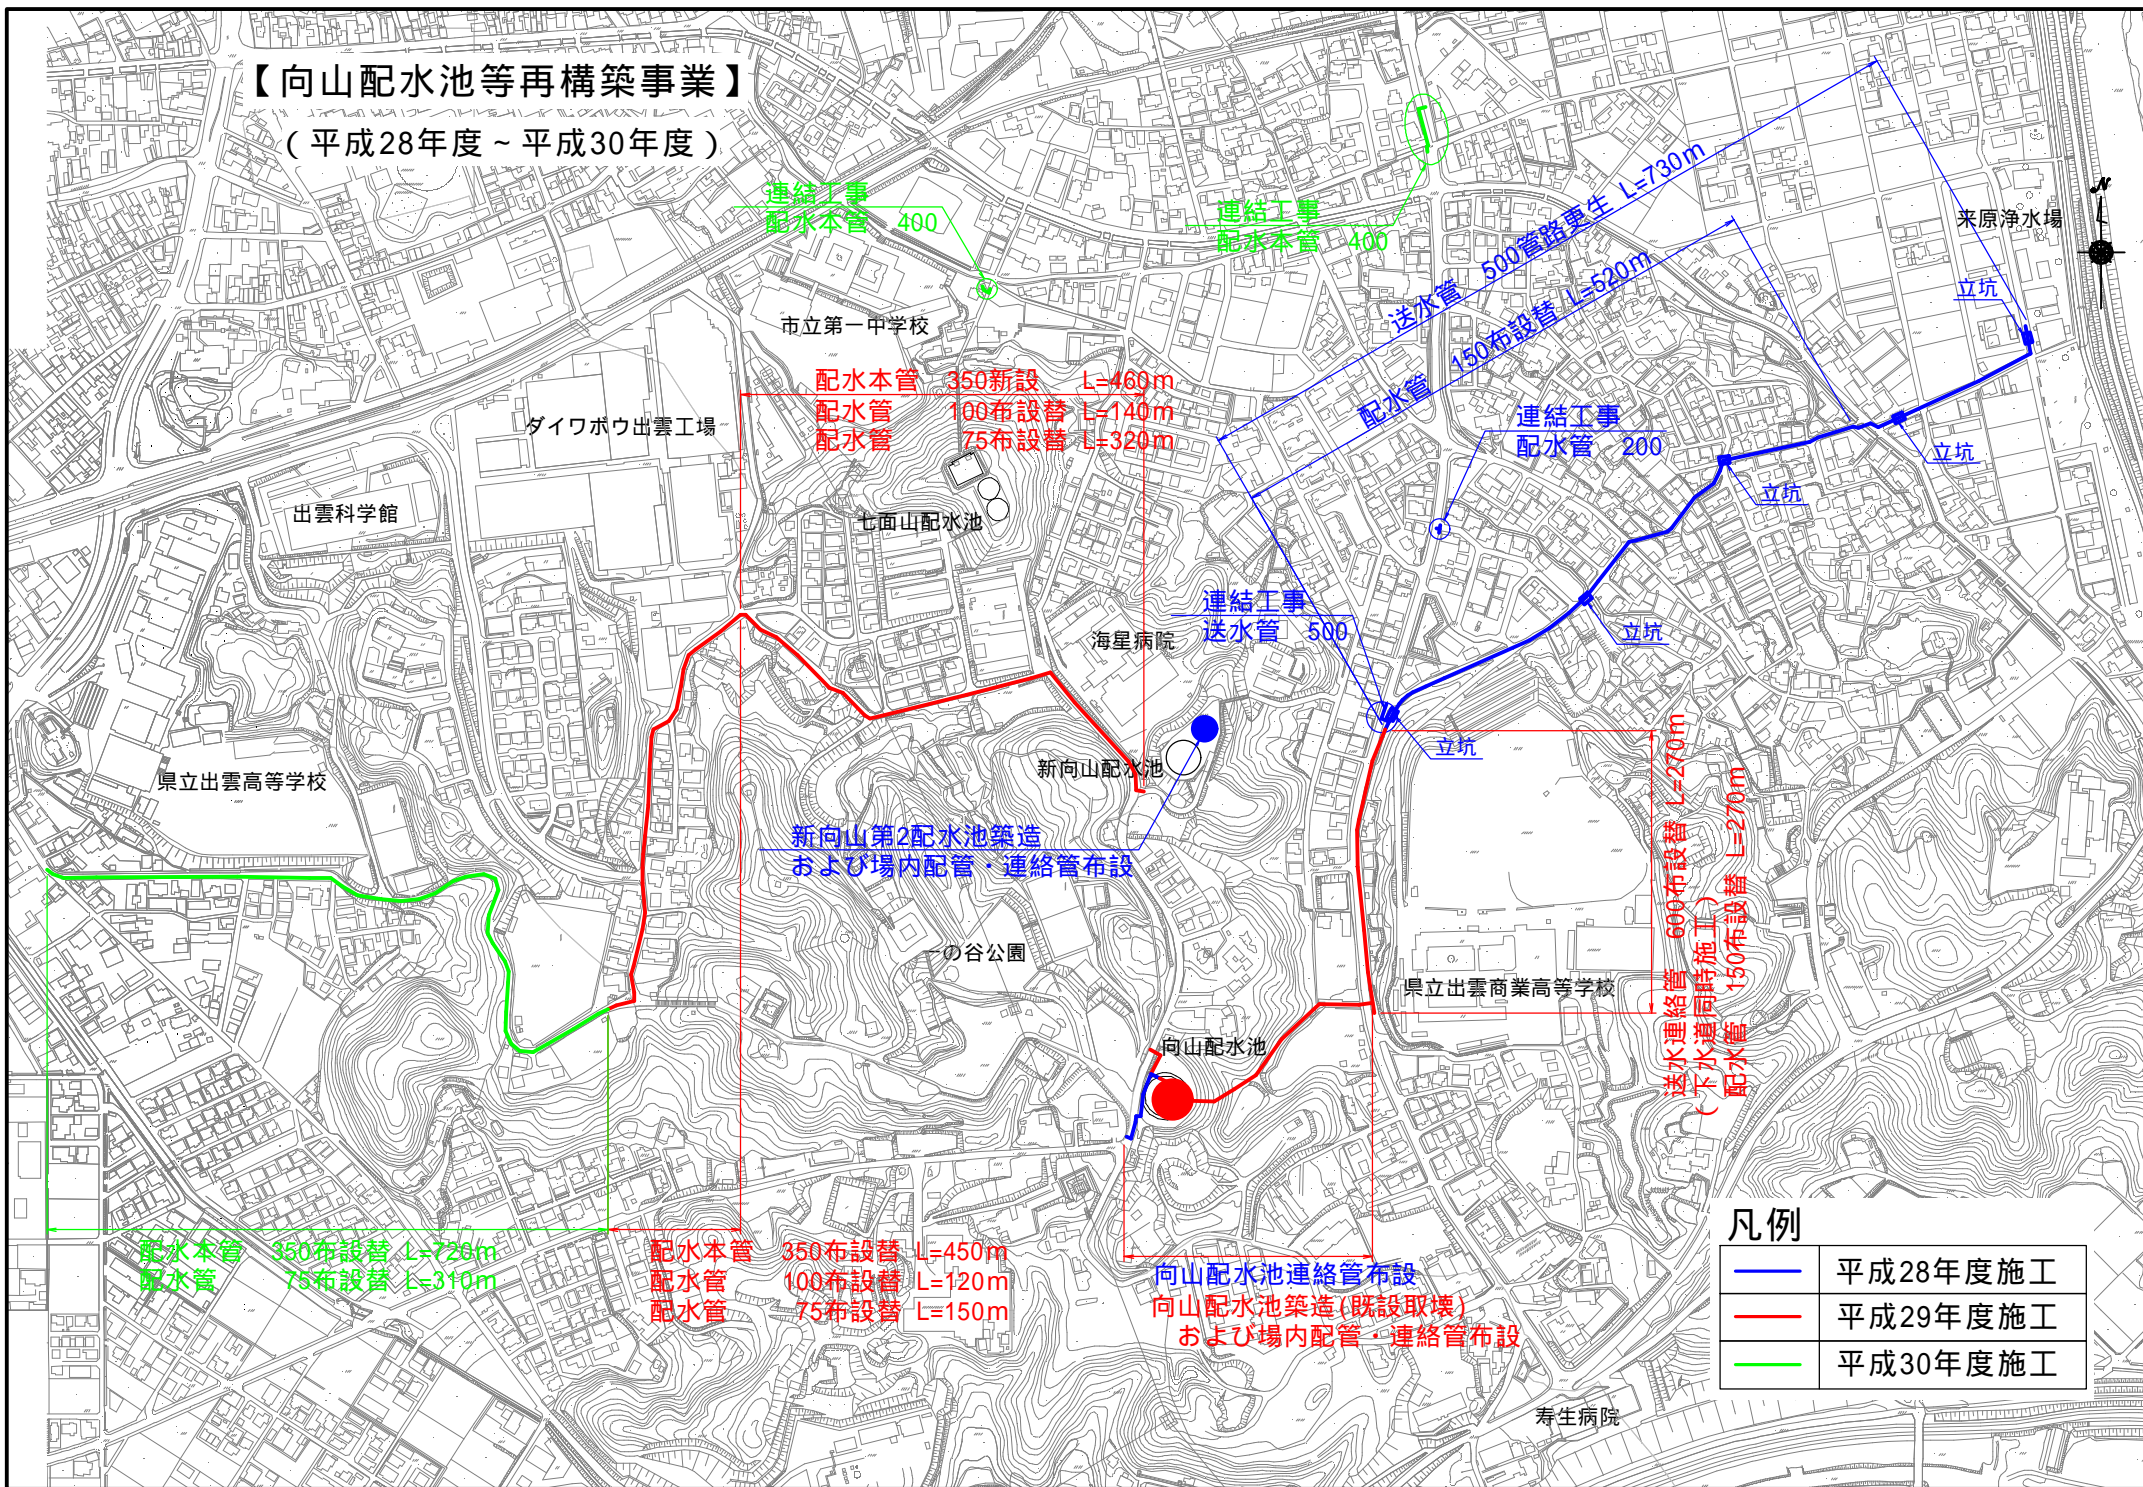 【向山配水池等再構築事業】
(平成28年度~平成30年度)
連結工事
配水本管 400
連結工事
配水本管 400
送水管 500管路更生 L=730m
配水管 150布設替 L=520m
来原浄水場
N
立坑
市立第一中学校
配水本管 350新設 L=460m
配水管 100布設替 L=140m
配水管 75布設替 L=320m
ダイワボウ出雲工場
連結工事
配水管 200
立坑
立坑
出雲科学館
七面山配水池
連結工事
送水管 500
立坑
海星病院
立坑
新向山配水池
県立出雲高等学校
新向山第2配水池築造
および場内配管・連絡管布設
送水連絡管 600布設替 L=270m
(下水道同時施工)
配水管 150布設替 L=270m
一の谷公園
県立出雲商業高等学校
向山配水池
配水本管 350布設替 L=720m
配水管 75布設替 L=310m
配水本管 350布設替 L=450m
配水管 100布設替 L=120m
配水管 75布設替 L=150m
向山配水池連絡管布設
向山配水池築造(既設取壊)
および場内配管・連絡管布設
凡例
平成28年度施工
平成29年度施工
平成30年度施工
寿生病院